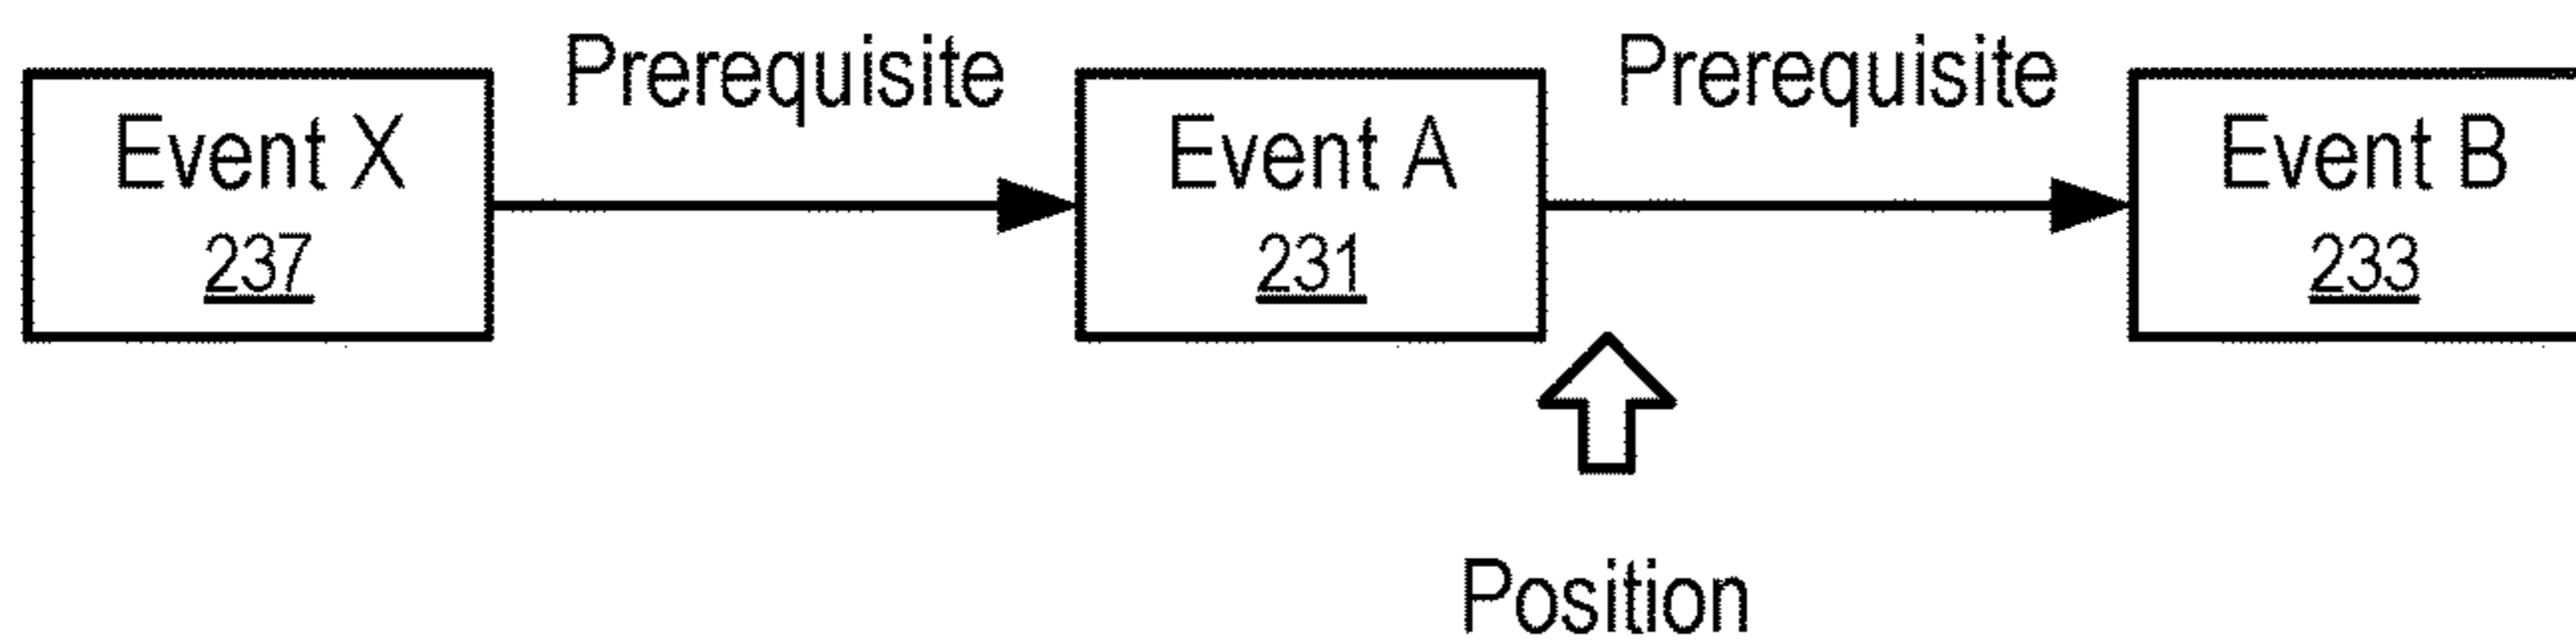 Prerequisite
Prerequisite
Event X
237
Event A
231
Event B
233
Position